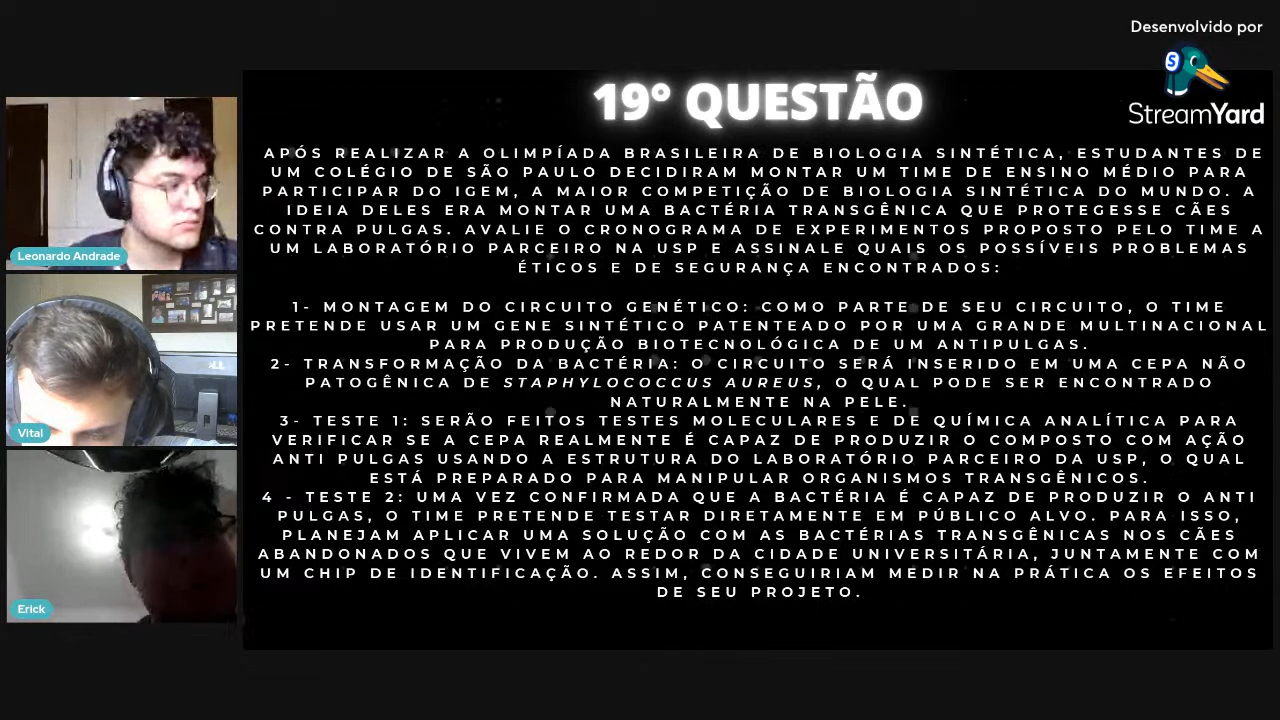 Desenvolvido por
StreamYard
19° QUESTÃO
APÓS REALIZAR A OLIMPÍADA BRASILEIRA DE BIOLOGIA SINTÉTICA, ESTUDANTES DE
UM COLÉGIO DE SÃO PAULO DECIDIRAM MONTAR UM TIME DE ENSINO MÉDIO PARA
PARTICIPAR DO IGEM, A MAIOR COMPETIÇÃO DE BIOLOGIA SINTÉTICA DO MUNDO. A
IDEIA DELES ERA MONTAR UMA BACTÉRIA TRANSGÊNICA QUE PROTEGESSE CÃES
CONTRA PULGAS. AVALIE O CRONOGRAMA DE EXPERIMENTOS PROPOSTO PELO TIME A
UM LABORATÓRIO PARCEIRO NA USP E ASSINALE QUAIS OS POSSÍVEIS PROBLEMAS
ÉTICOS E DE SEGURANÇA ENCONTRADOS:
1- MONTAGEM DO CIRCUITO GENÉTICO: COMO PARTE DE SEU CIRCUITO, O TIME
PRETENDE USAR UM GENE SINTÉTICO PATENTEADO POR UMA GRANDE MULTINACIONAL
PARA PRODUÇÃO BIOTECNOLÓGICA DE UM ANTIPULGAS.
2- TRANSFORMAÇÃO DA BACTÉRIA: O CIRCUITO SERÁ INSERIDO EM UMA CEPA NÃO
PATOGÊNICA DE STAPHYLOCOCCUS AUREUS, O QUAL PODE SER ENCONTRADO
NATURALMENTE NA PELE.
3- TESTE 1: SERÃO FEITOS TESTES MOLECULARES E DE QUÍMICA ANALÍTICA PARA
VERIFICAR SE A CEPA REALMENTE É CAPAZ DE PRODUZIR O COMPOSTO COM AÇÃO
ANTI PULGAS USANDO A ESTRUTURA DO LABORATÓRIO PARCEIRO DA USP, O QUAL
ESTÁ PREPARADO PARA MANIPULAR ORGANISMOS TRANSGÊNICOS.
4 - TESTE 2: UMA VEZ CONFIRMADA QUE A BACTÉRIA É CAPAZ DE PRODUZIR O ANTI
PULGAS, O TIME PRETENDE TESTAR DIRETAMENTE EM PÚBLICO ALVO. PARA ISSO,
PLANEJAM APLICAR UMA SOLUÇÃO COM AS BACTÉRIAS TRANSGÊNICAS NOS CÃES
ABANDONADOS QUE VIVEM AO REDOR DA CIDADE UNIVERSITÁRIA, JUNTAMENTE COM
UM CHIP DE IDENTIFICAÇÃO. ASSIM, CONSEGUIRIAM MEDIR NA PRÁTICA OS EFEITOS
DE SEU PROJETO.
Leonardo Andrade
Vital
Erick